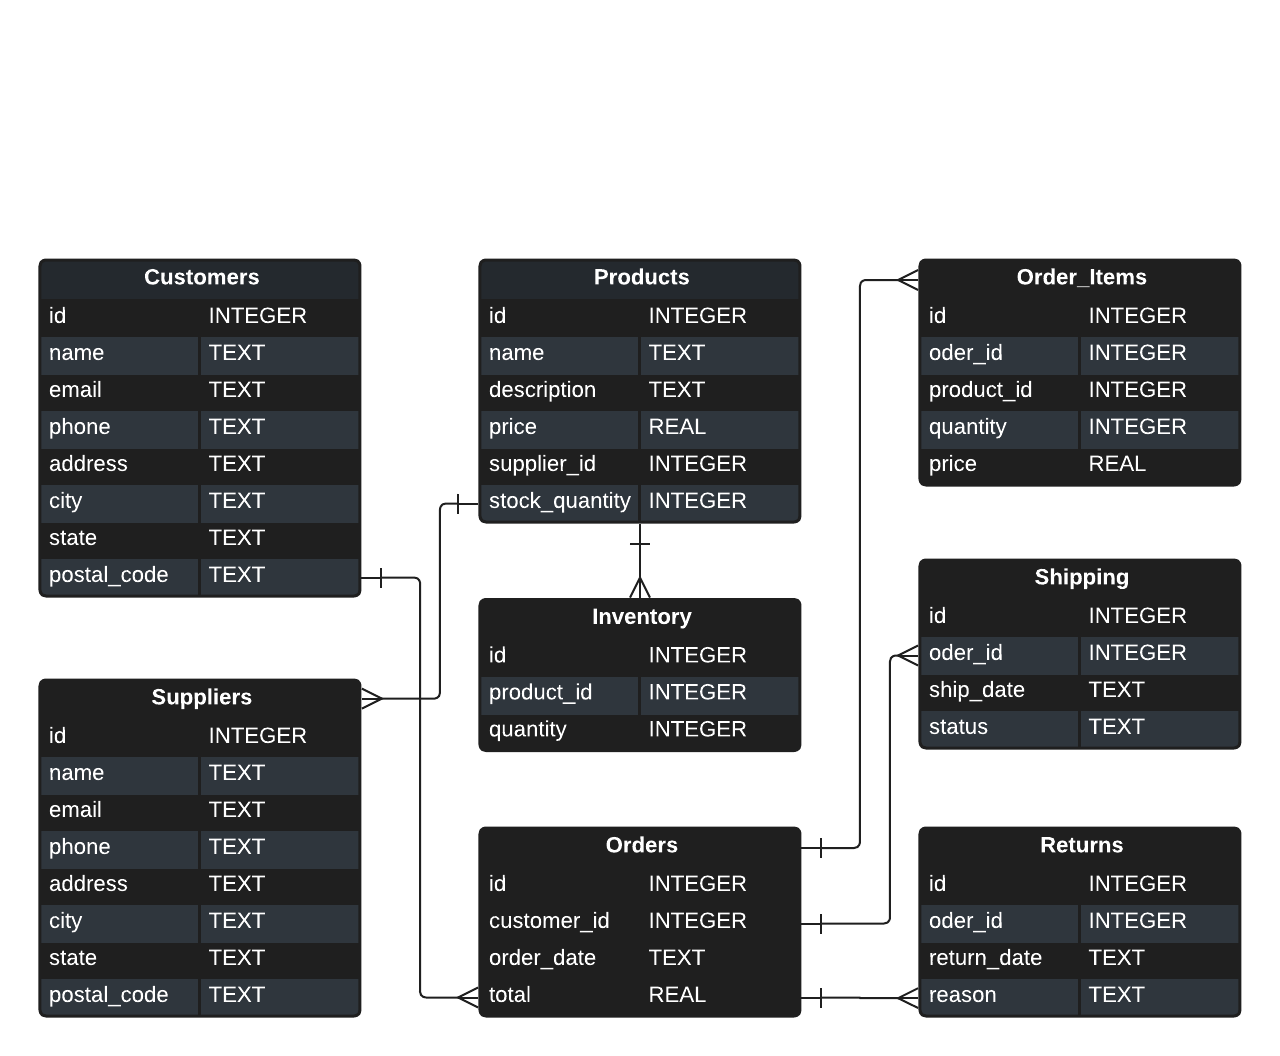 Customers
id INTEGER
name TEXT
email TEXT
phone TEXT
address TEXT
city TEXT
state TEXT
postal_code TEXT
Products
id INTEGER
name TEXT
description TEXT
price REAL
supplier_id INTEGER
stock_quantity INTEGER
Order_Items
id INTEGER
oder_id INTEGER
product_id INTEGER
quantity INTEGER
price REAL
Suppliers
id INTEGER
name TEXT
email TEXT
phone TEXT
address TEXT
city TEXT
state TEXT
postal_code TEXT
Inventory
id INTEGER
product_id INTEGER
quantity INTEGER
Shipping
id INTEGER
oder_id INTEGER
ship_date TEXT
status TEXT
Orders
id INTEGER
customer_id INTEGER
order_date TEXT
total REAL
Returns
id INTEGER
oder_id INTEGER
return_date TEXT
reason TEXT